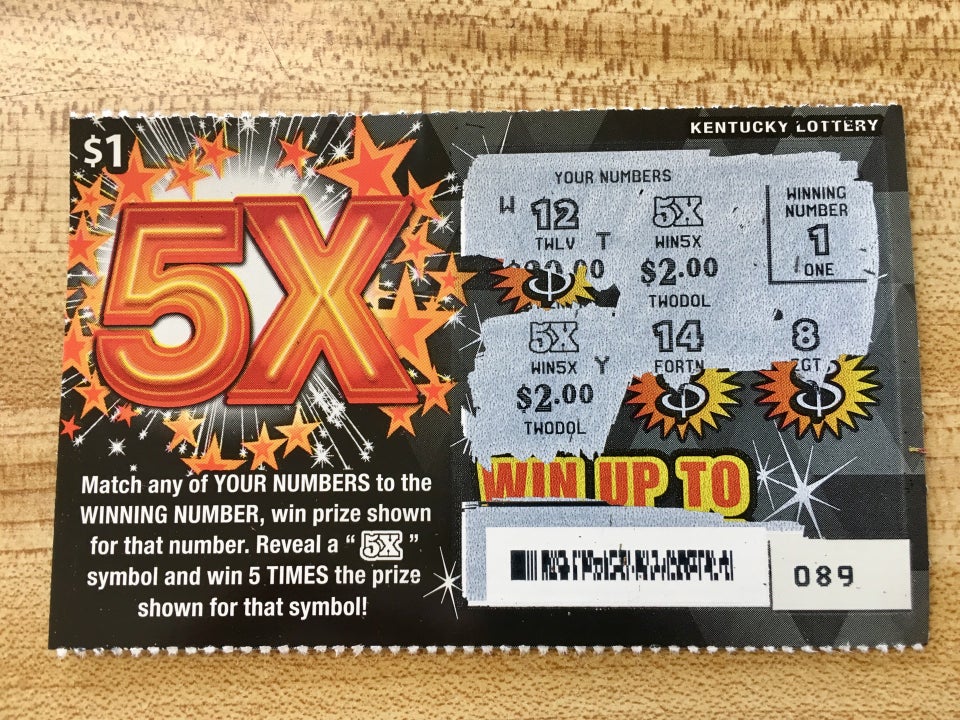 $1
5X
Match any of YOUR NUMBERS to the
WINNING NUMBER, win prize shown
for that number. Reveal a " 5X "
symbol and win 5 TIMES the prize
shown for that symbol!
KENTUCKY LOTTERY
YOUR NUMBERS
W 12 5X
TWLV T WIN5X
$2.00
TWODOL
WINNING
NUMBER
1
ONE
5X 14 8
WIN5X Y FORTN
$2.00
TWODOL
WIN UP TO
089